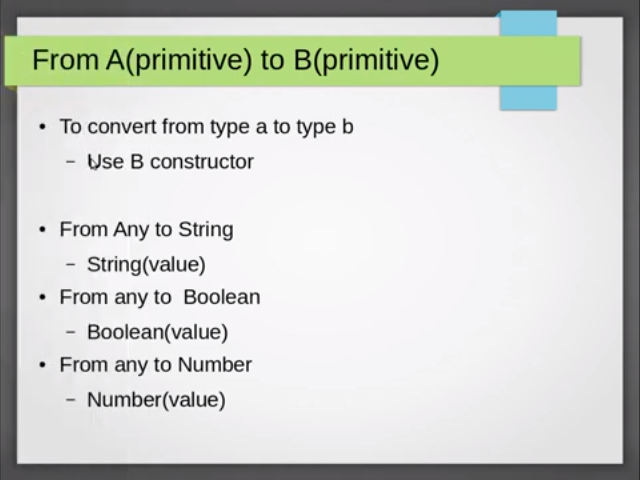 From A(primitive) to B(primitive)
• To convert from type a to type b
– Use B constructor
• From Any to String
– String(value)
• From any to  Boolean
– Boolean(value)
• From any to Number
– Number(value)